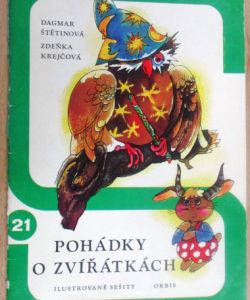 DAGMAR
ŠTĚTINOVÁ
ZDEŇKA
KREJČOVÁ
21
POHÁDKY
O ZVÍŘÁTKÁCH
ILUSTROVANÉ SEŠITY ORBIS